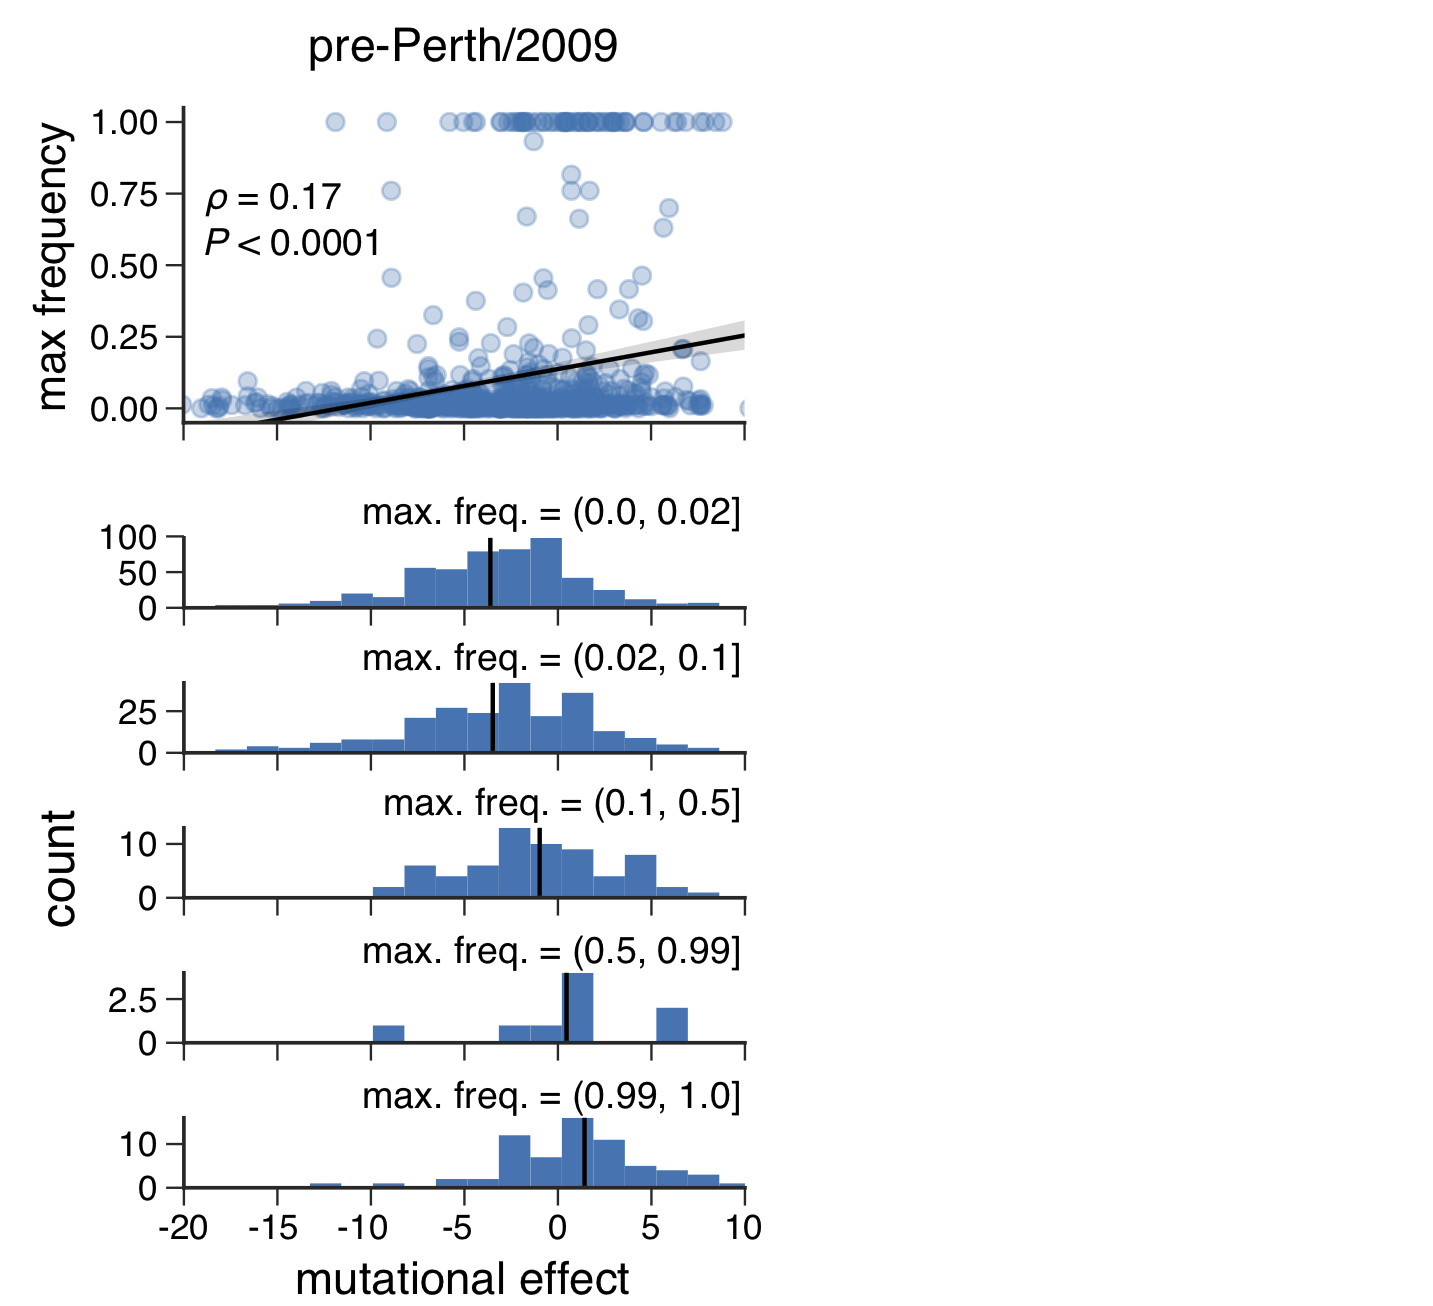 pre-Perth/2009
max frequency
1.00
0.75
0.50
0.25
0.00
ρ = 0.17
P < 0.0001
count
max. freq. = (0.0, 0.02]
100
50
0
max. freq. = (0.02, 0.1]
25
0
max. freq. = (0.1, 0.5]
10
0
max. freq. = (0.5, 0.99]
2.5
0
max. freq. = (0.99, 1.0]
10
0
-20 -15 -10 -5 0 5 10
mutational effect